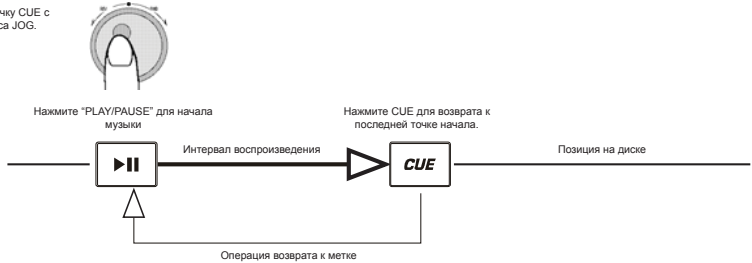 чку CUE с
са JOG.
Нажмите “PLAY/PAUSE” для начала
музыки
Нажмите CUE для возврата к
последней точке начала.
Интервал воспроизведения
CUE
Позиция на диске
Операция возврата к метке